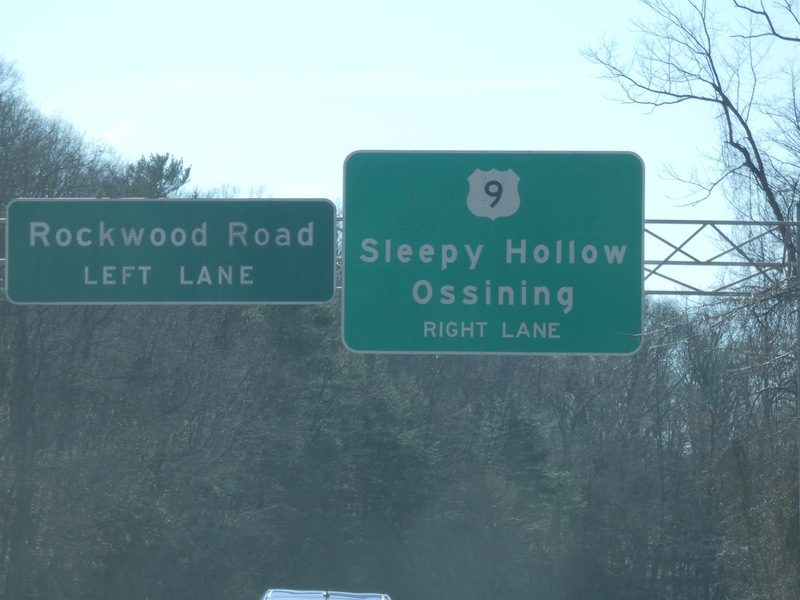 Rockwood Road
LEFT LANE
9
Sleepy Hollow
Ossining
RIGHT LANE